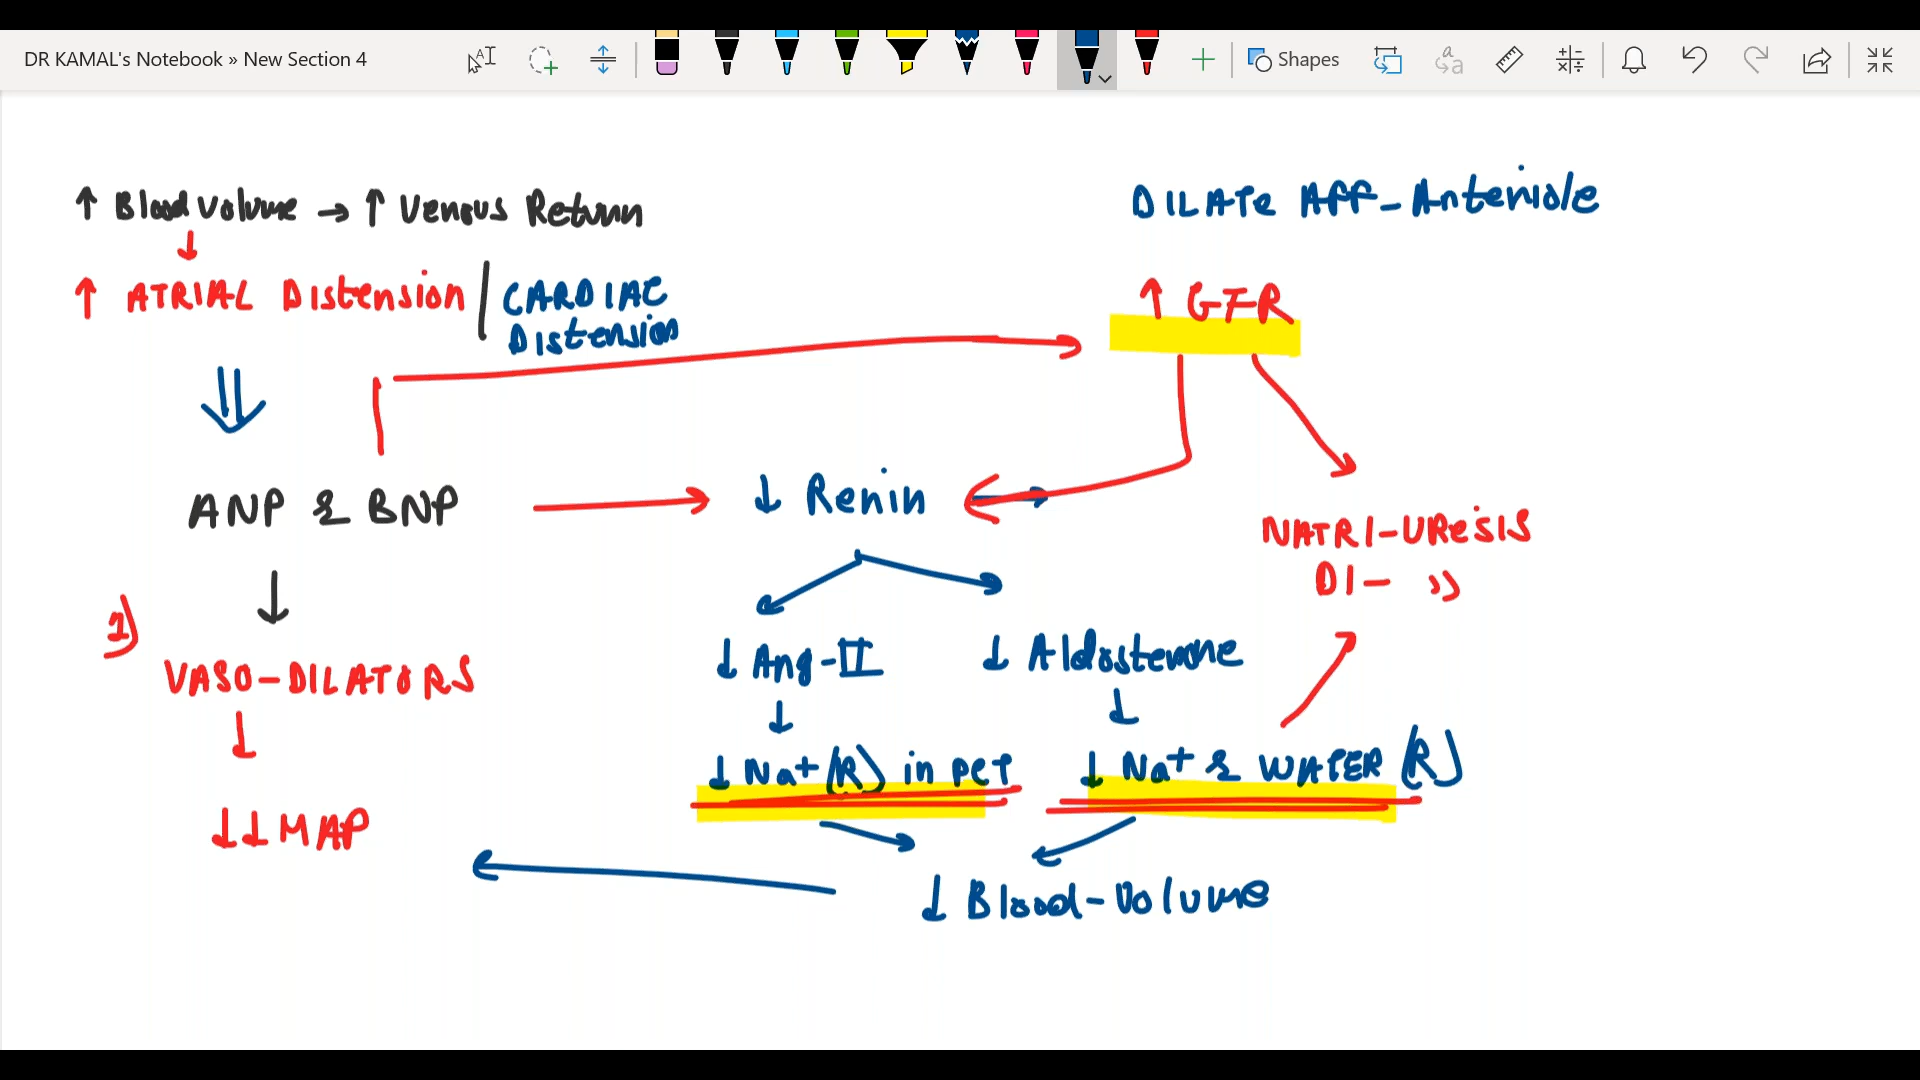 DR KAMAL's Notebook » New Section 4
Shapes
↑ Blood volume → ↑ Venous Return
↓
↑ ATRIAL Distension / CARDIAC Distension
DILATE Aff-Arteriole
↑ GFR
ANP & BNP → ↓ Renin
NATRI-URESIS
DI- 〃
↓
1) VASO-DILATORS
↓
↓↓ MAP
↓ Ang-II
↓ Aldosterone
↓
↓
↓ Na+ (R) in PCT
↓ Na+ & WATER (R)
↓ Blood-Volume